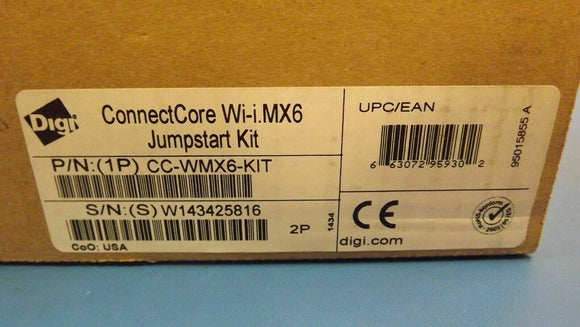 Digi
ConnectCore Wi-i.MX6
Jumpstart Kit
P/N:(1P) CC-WMX6-KIT
S/N:(S) W143425816
CoO: USA
2P
1434
UPC/EAN
6 63072 95930 2
95015855 A
CE
digi.com